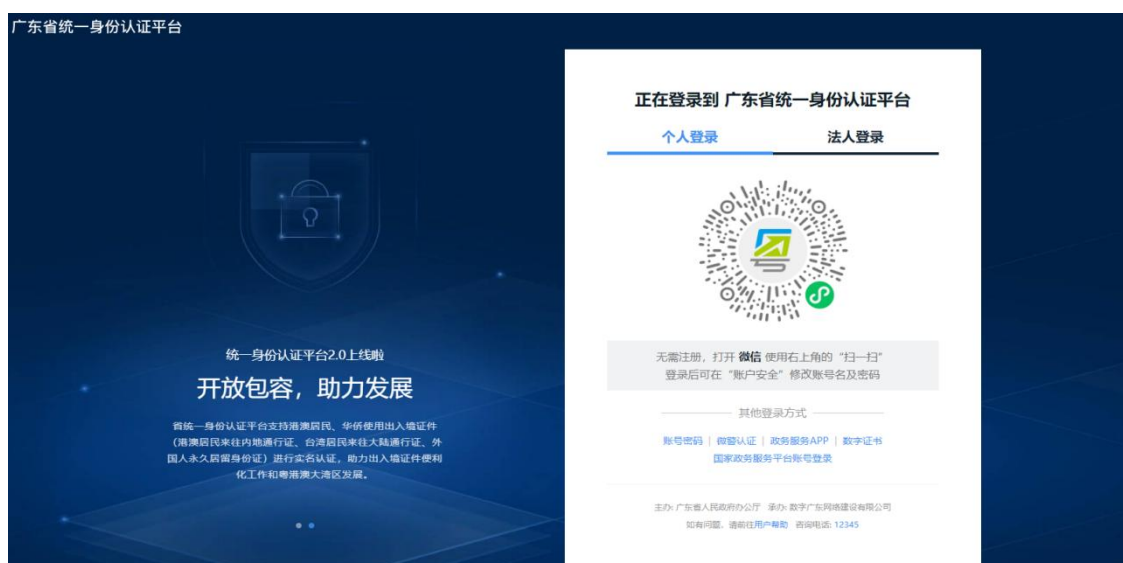 广东省统一身份认证平台
统一身份认证平台2.0上线啦
开放包容，助力发展
省统一身份认证平台支持港澳居民、华侨使用出入境证件
（港澳居民来往内地通行证、台湾居民来往大陆通行证、外
国人永久居留身份证）进行实名认证，助力出入境证件便利
化工作和粤港澳大湾区发展。
正在登录到 广东省统一身份认证平台
个人登录 法人登录
无需注册，打开 微信 使用右上角的“扫一扫”
登录后可在“账户安全”修改账号名及密码
其他登录方式
账号密码 | 微警认证 | 政务服务APP | 数字证书
国家政务服务平台账号登录
主办: 广东省人民政府办公厅 承办: 数字广东网络建设有限公司
如有问题，请前往用户帮助 咨询电话: 12345